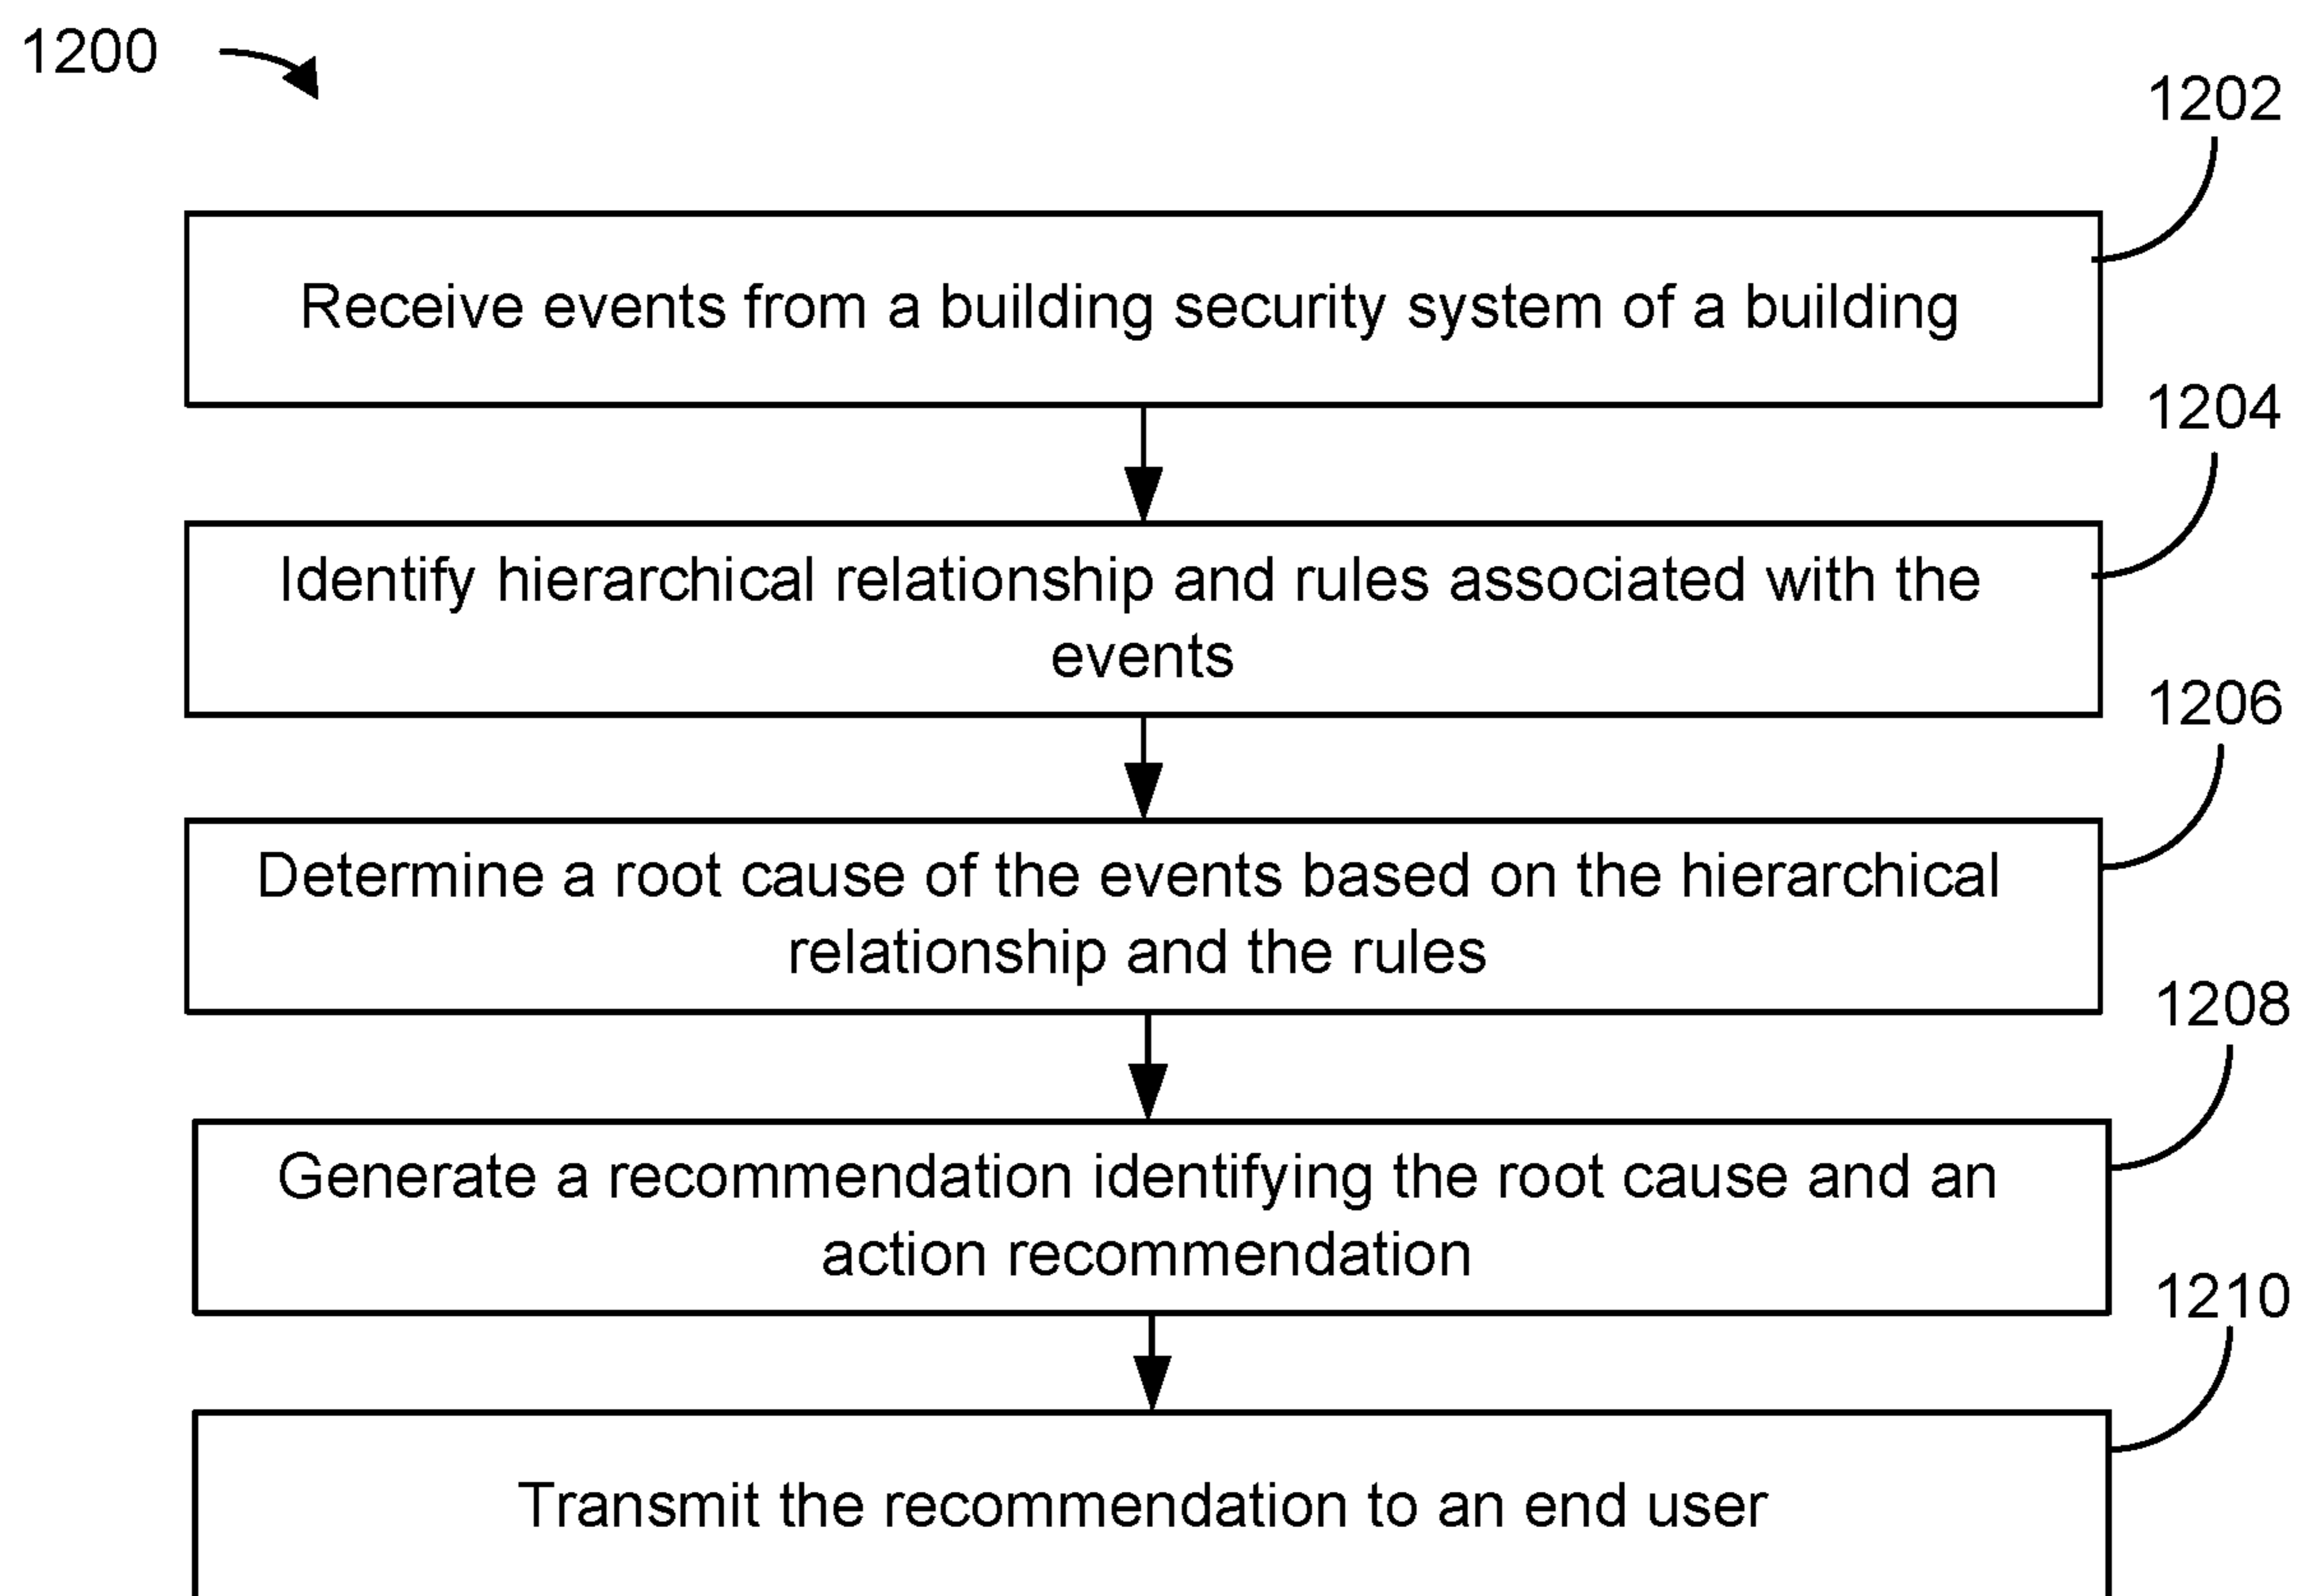 1200
1202
Receive events from a building security system of a building
1204
Identify hierarchical relationship and rules associated with the
events
1206
Determine a root cause of the events based on the hierarchical
relationship and the rules
1208
Generate a recommendation identifying the root cause and an
action recommendation
1210
Transmit the recommendation to an end user